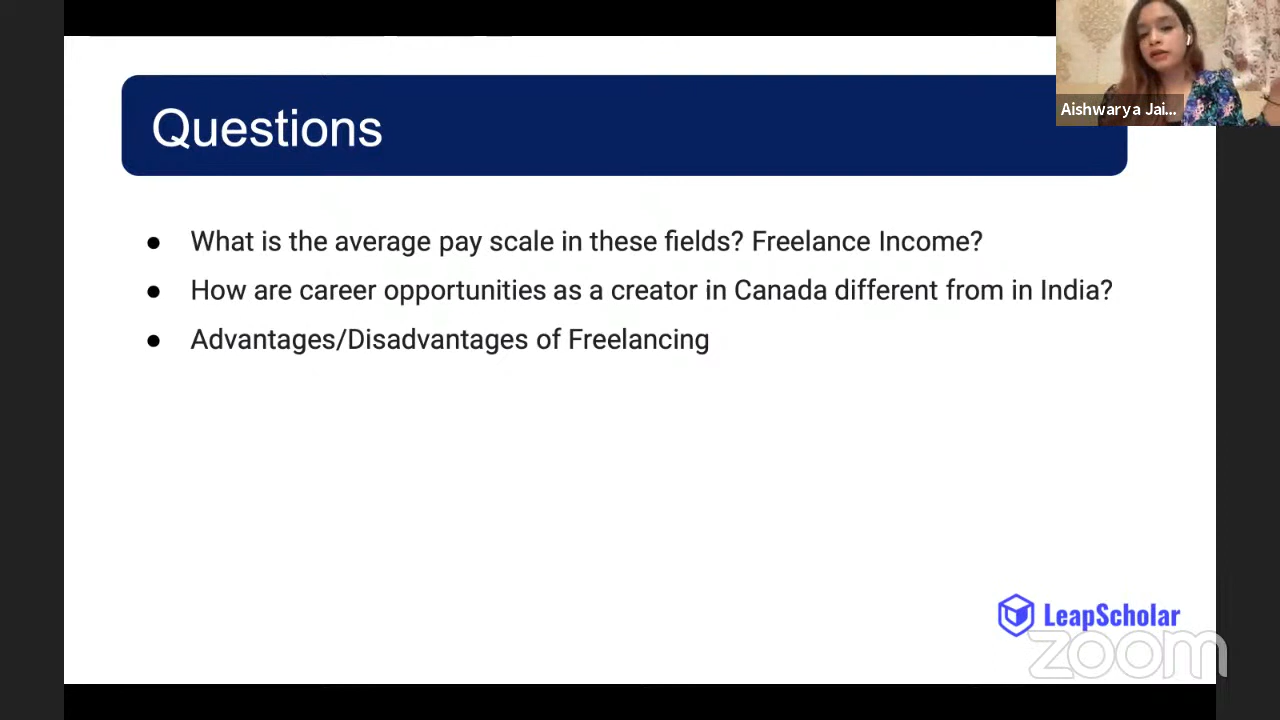 Questions
Aishwarya Jai...
● What is the average pay scale in these fields? Freelance Income?
● How are career opportunities as a creator in Canada different from in India?
● Advantages/Disadvantages of Freelancing
LeapScholar
zoom